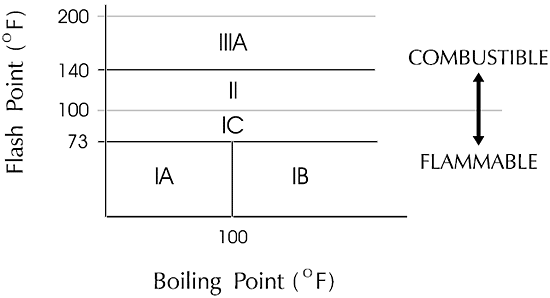 Flash Point (°F)
200
IIIA
COMBUSTIBLE
140
II
100
IC
73
FLAMMABLE
IA
IB
100
Boiling Point (°F)